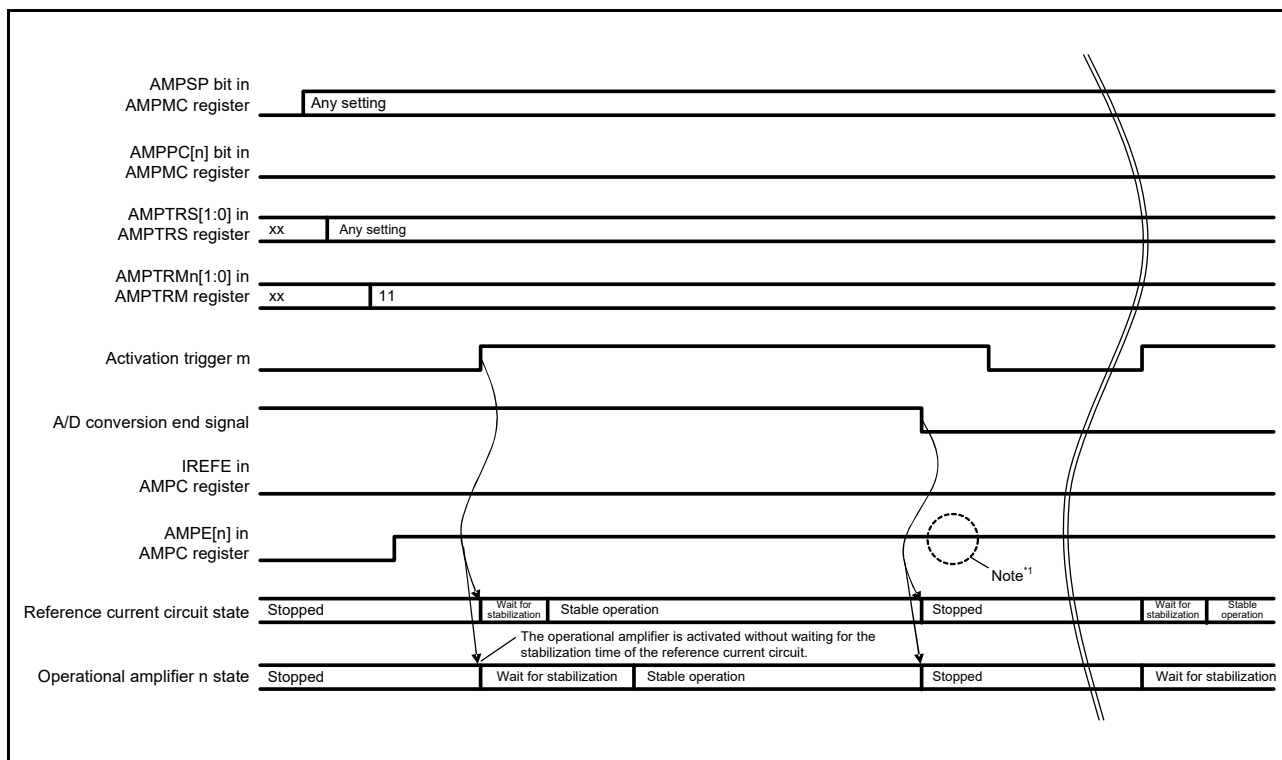 AMPSP bit in
AMPMC register
Any setting
AMPPC[n] bit in
AMPMC register
AMPTRS[1:0] in
AMPTRS register
xx
Any setting
AMPTRMn[1:0] in
AMPTRM register
xx
11
Activation trigger m
A/D conversion end signal
IREFE in
AMPC register
AMPE[n] in
AMPC register
Note*1
Reference current circuit state
Stopped
Wait for
stabilization
Stable operation
Stopped
Wait for
stabilization
Stable
operation
The operational amplifier is activated without waiting for the
stabilization time of the reference current circuit.
Operational amplifier n state
Stopped
Wait for stabilization
Stable operation
Stopped
Wait for stabilization